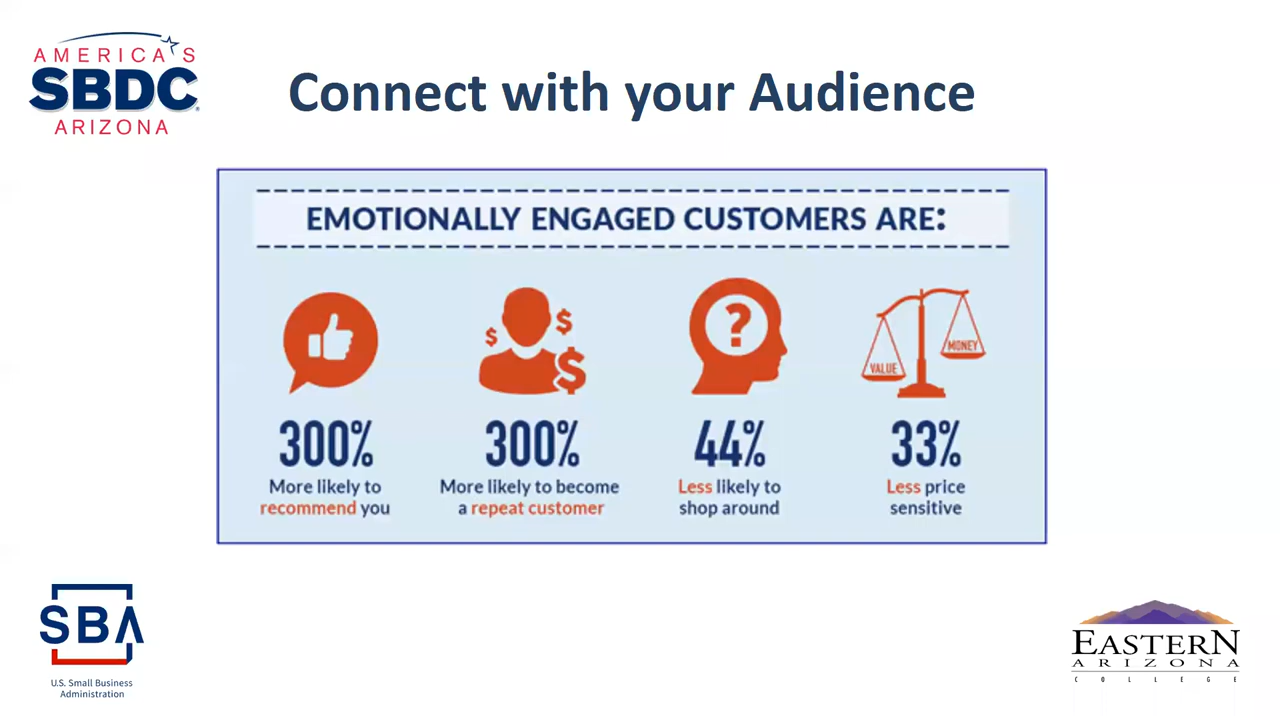 AMERICA'S
SBDC
ARIZONA
Connect with your Audience
EMOTIONALLY ENGAGED CUSTOMERS ARE:
$ $ $
?
VALUE
MONEY
300%
More likely to
recommend you
300%
More likely to become
a repeat customer
44%
Less likely to
shop around
33%
Less price
sensitive
SBA
U.S. Small Business
Administration
EASTERN
ARIZONA
COLLEGE